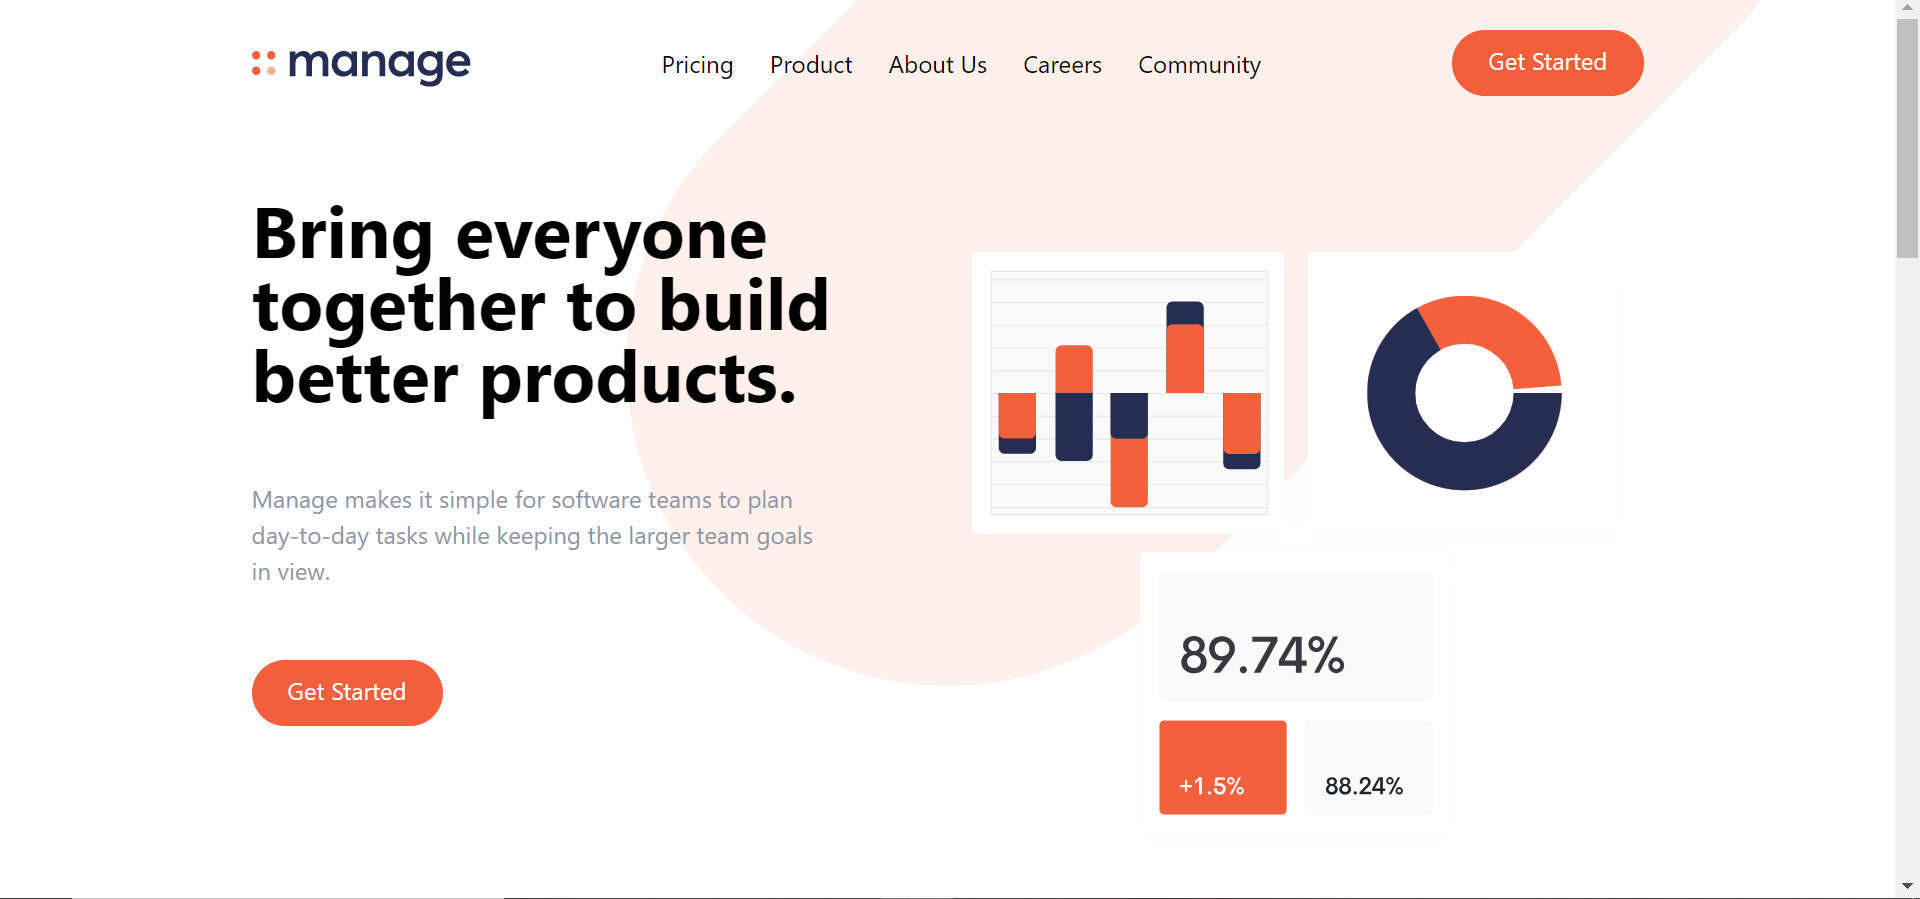 manage
Pricing Product About Us Careers Community
Get Started
Bring everyone
together to build
better products.
Manage makes it simple for software teams to plan
day-to-day tasks while keeping the larger team goals
in view.
Get Started
89.74%
+1.5%
88.24%